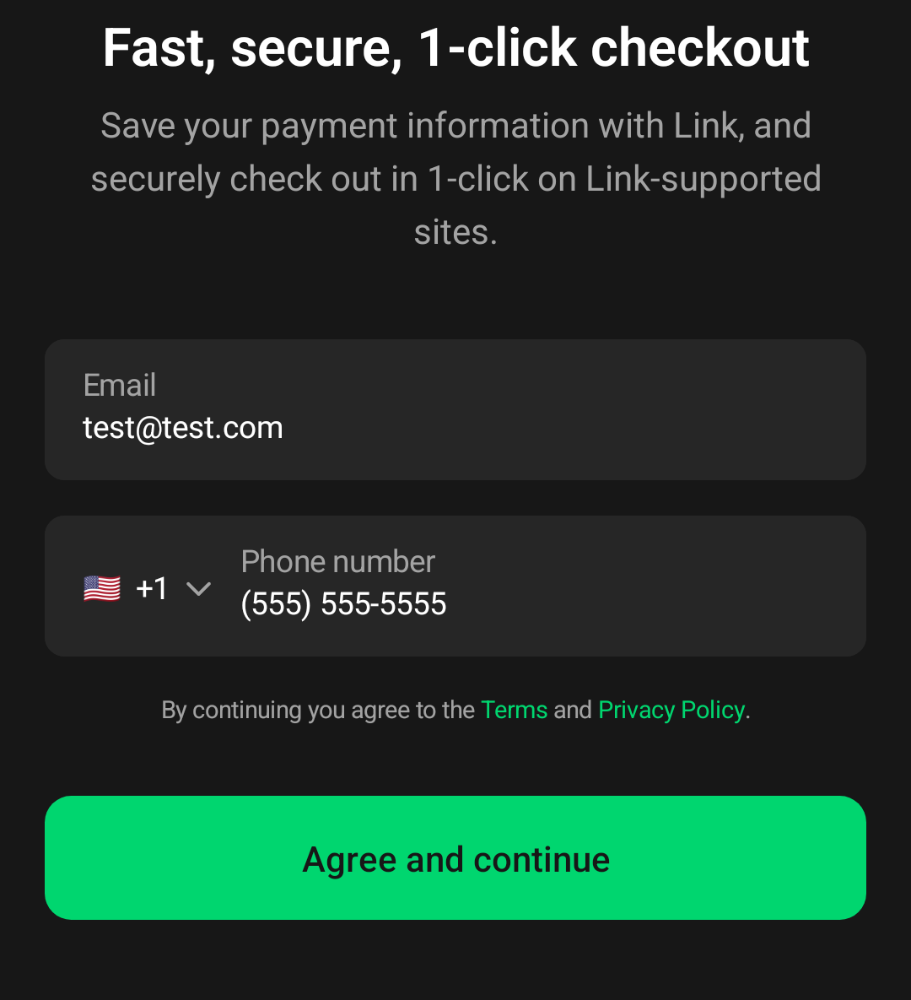 Fast, secure, 1-click checkout
Save your payment information with Link, and
securely check out in 1-click on Link-supported
sites.
Email
test@test.com
+1
Phone number
(555) 555-5555
By continuing you agree to the Terms and Privacy Policy.
Agree and continue